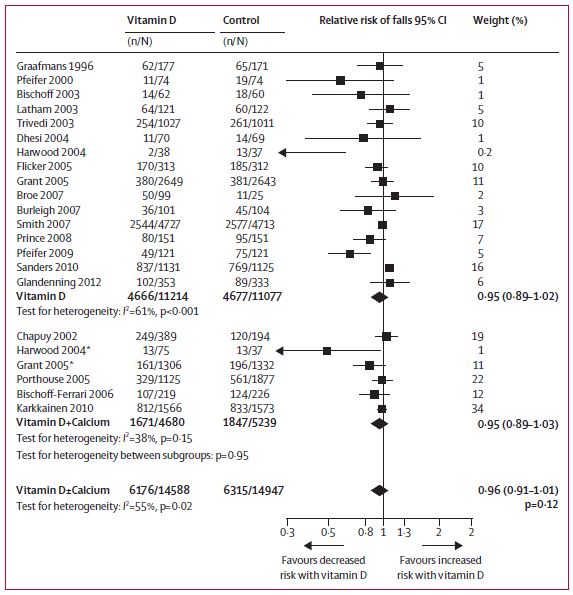 Vitamin D Control Relative risk of falls 95% CI Weight (%)
(n/N) (n/N)
Graafmans 1996 62/177 65/171 5
Pfeifer 2000 11/74 19/74 1
Bischoff 2003 14/62 18/60 1
Latham 2003 64/121 60/122 5
Trivedi 2003 254/1027 261/1011 10
Dhesi 2004 11/70 14/69 1
Harwood 2004 2/38 13/37 0·2
Flicker 2005 170/313 185/312 10
Grant 2005 380/2649 381/2643 11
Broe 2007 50/99 11/25 2
Burleigh 2007 36/101 45/104 3
Smith 2007 2544/4727 2577/4713 17
Prince 2008 80/151 95/151 7
Pfeifer 2009 49/121 75/121 5
Sanders 2010 837/1131 769/1125 16
Glandenning 2012 102/353 89/333 6
Vitamin D 4666/11214 4677/11077 0·95 (0·89–1·02)
Test for heterogeneity: I²=61%, p<0·001
Chapuy 2002 249/389 120/194 19
Harwood 2004* 13/75 13/37 1
Grant 2005* 161/1306 196/1332 11
Porthouse 2005 329/1125 561/1877 22
Bischoff-Ferrari 2006 107/219 124/226 12
Karkkainen 2010 812/1566 833/1573 34
Vitamin D+Calcium 1671/4680 1847/5239 0·95 (0·89–1·03)
Test for heterogeneity: I²=38%, p=0·15
Test for heterogeneity between subgroups: p=0·95
Vitamin D±Calcium 6176/14588 6315/14947 0·96 (0·91–1·01)
Test for heterogeneity: I²=55%, p=0·02 p=0·12
0·3 0·5 0·8 1 1·3 2 2
Favours decreased Favours increased
risk with vitamin D risk with vitamin D